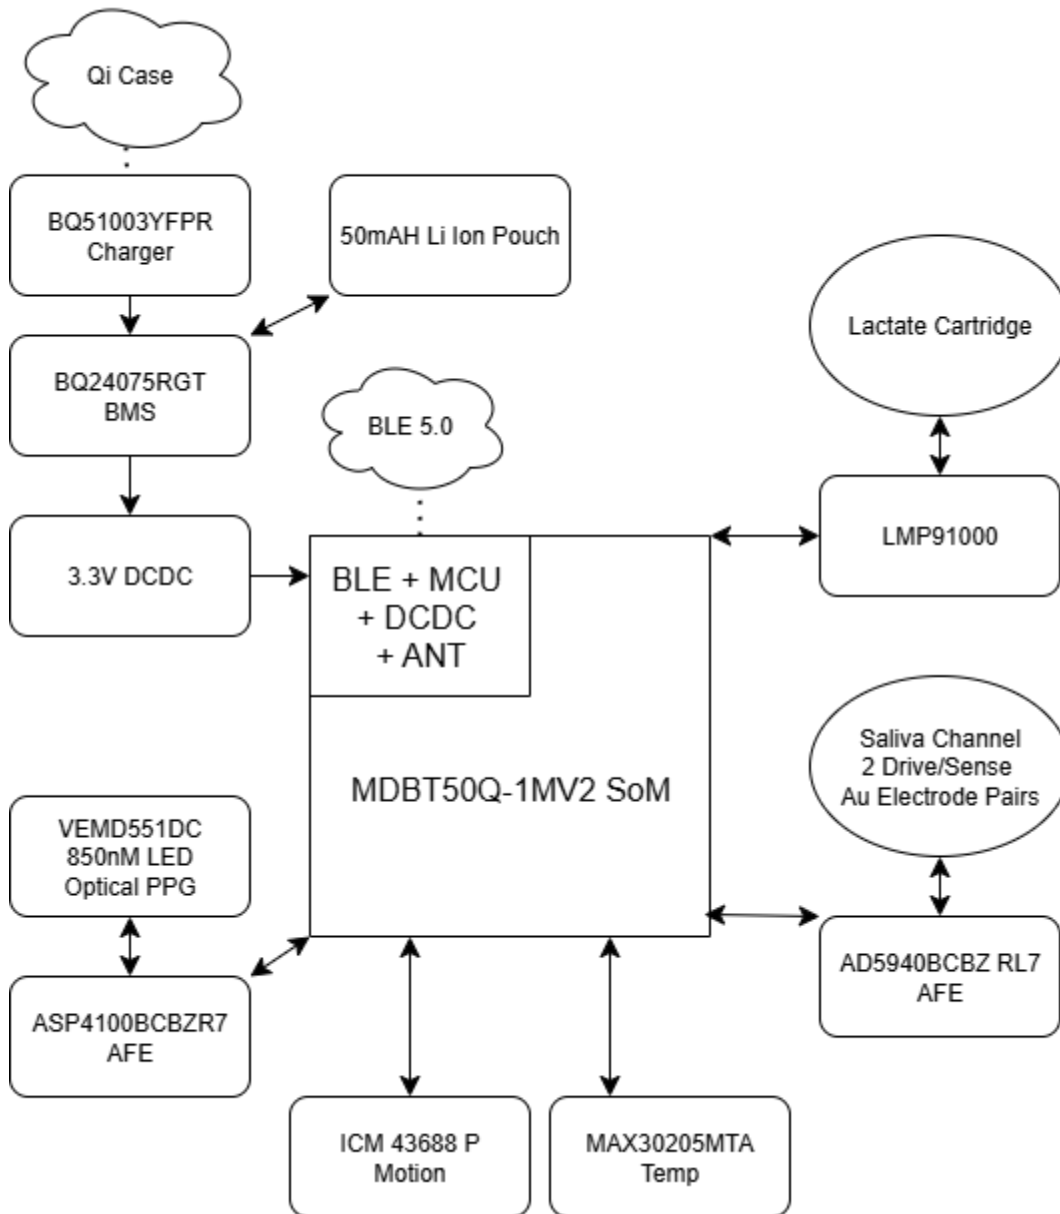 Qi Case
BQ51003YFPR
Charger
50mAH Li Ion Pouch
Lactate Cartridge
BQ24075RGT
BMS
BLE 5.0
LMP91000
3.3V DCDC
BLE + MCU
+ DCDC
+ ANT
MDBT50Q-1MV2 SoM
Saliva Channel
2 Drive/Sense
Au Electrode Pairs
VEMD551DC
850nM LED
Optical PPG
AD5940BCBZ RL7
AFE
ASP4100BCBZR7
AFE
ICM 43688 P
Motion
MAX30205MTA
Temp